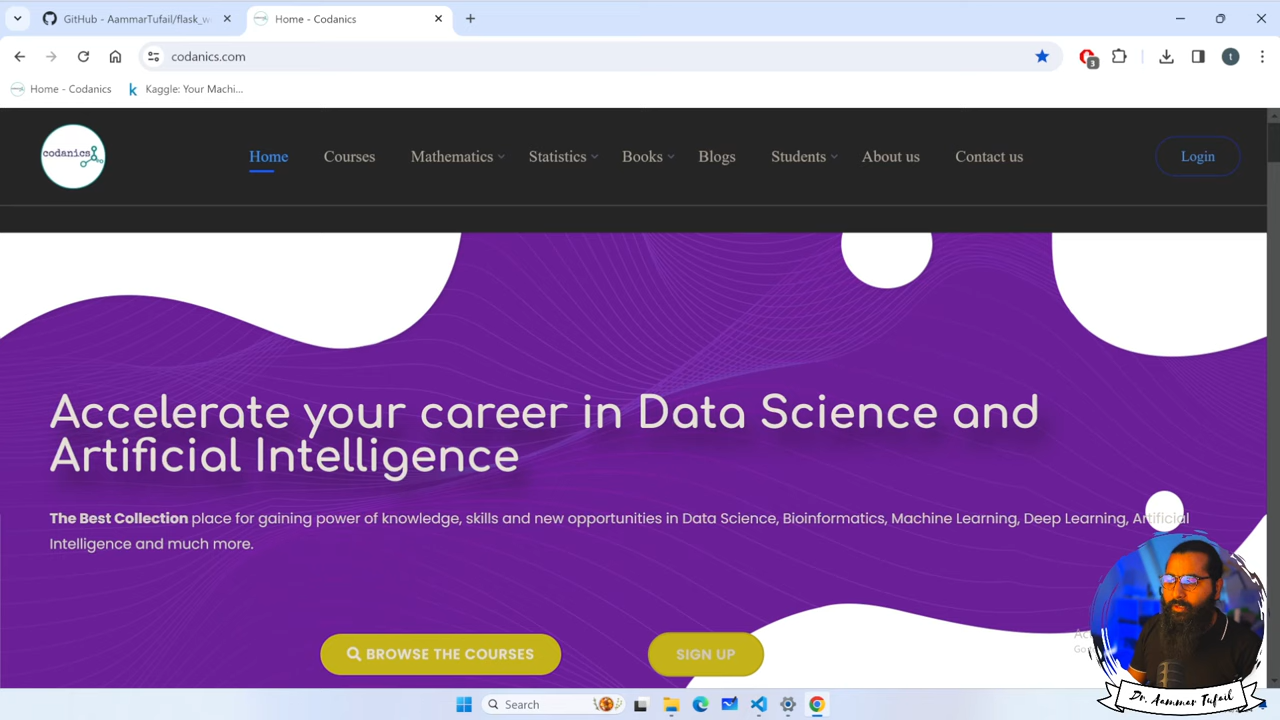 GitHub - AammarTufail/flask_w
Home - Codanics
codanics.com
3
t
Home - Codanics
Kaggle: Your Machi...
codanics
Home
Courses
Mathematics
Statistics
Books
Blogs
Students
About us
Contact us
Login
Accelerate your career in Data Science and
Artificial Intelligence
The Best Collection place for gaining power of knowledge, skills and new opportunities in Data Science, Bioinformatics, Machine Learning, Deep Learning, Artificial
Intelligence and much more.
BROWSE THE COURSES
SIGN UP
Dr. Aammar Tufail
Search